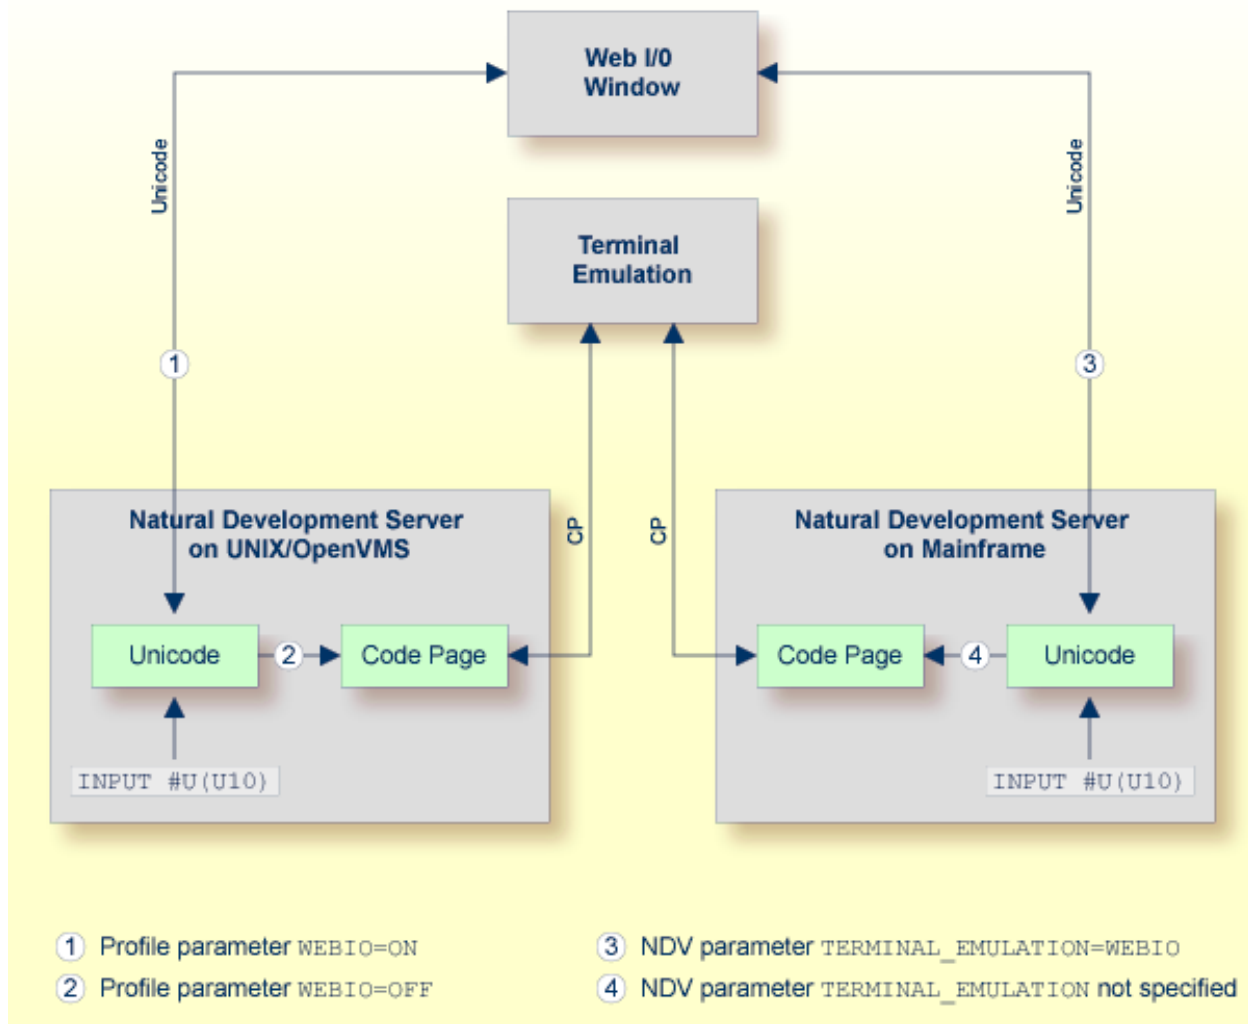 Web I/0
Window
Unicode
Unicode
Terminal
Emulation
1
3
Natural Development Server
on UNIX/OpenVMS
CP
CP
Natural Development Server
on Mainframe
Unicode
2
Code Page
Code Page
4
Unicode
INPUT #U(U10)
INPUT #U(U10)
1 Profile parameter WEBIO=ON
2 Profile parameter WEBIO=OFF
3 NDV parameter TERMINAL_EMULATION=WEBIO
4 NDV parameter TERMINAL_EMULATION not specified